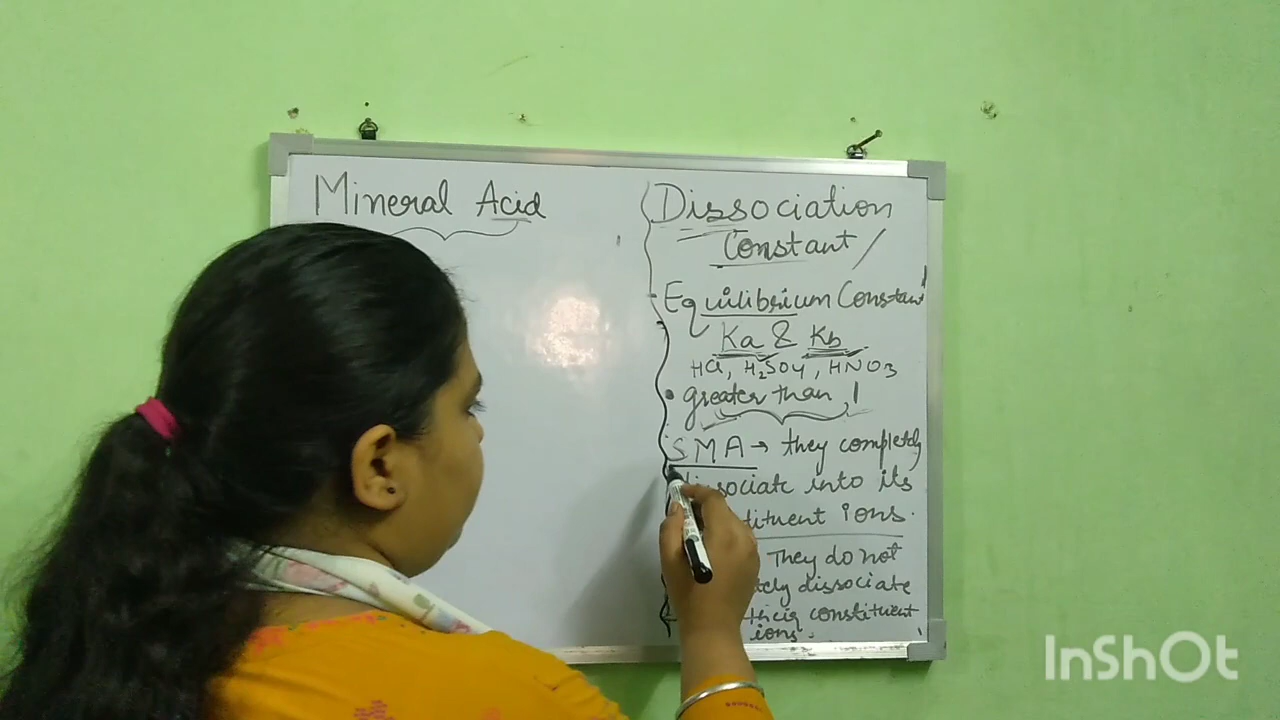 Mineral Acid
Dissociation
Constant /
Equilibrium Constant
Ka & Kb
HCl, H₂SO₄, HNO₃
• greater than 1
SMA → they completely
dissociate into its
ions.
They do not
dissociate
constituent
ions.
InShOt